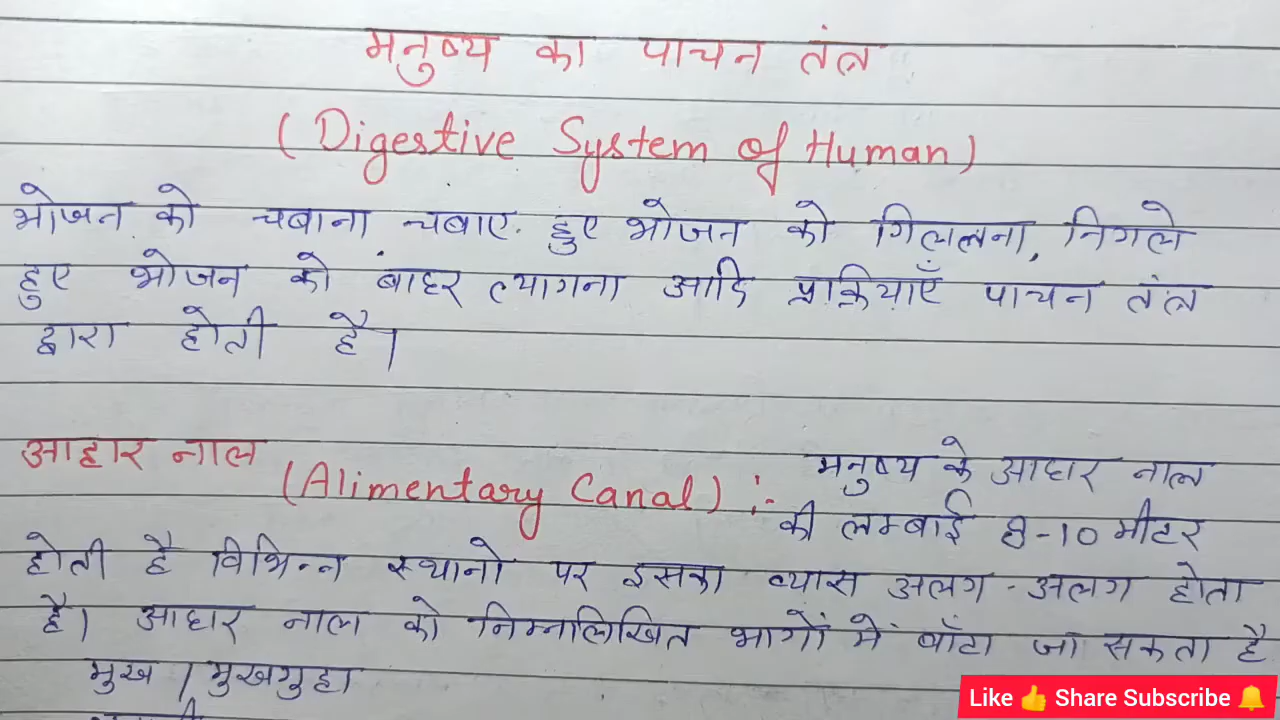 मनुष्य का पाचन तंत्र
(Digestive System of Human)
भोजन को चबाना, चबाए हुए भोजन को गिलालना, निगले
हुए भोजन को बाहर त्यागना आदि प्रक्रियाएँ पाचन तंत्र
द्वारा होती है।
आहार नाल (Alimentary Canal) :- मनुष्य के आहार नाल
की लम्बाई 8-10 मीटर
होती है विभिन्न स्थानो पर इसका व्यास अलग-अलग होता
है। आहार नाल को निम्नलिखित भागों में बाँटा जा सकता है
मुख / मुखगुहा
Like 👍 Share Subscribe 🔔